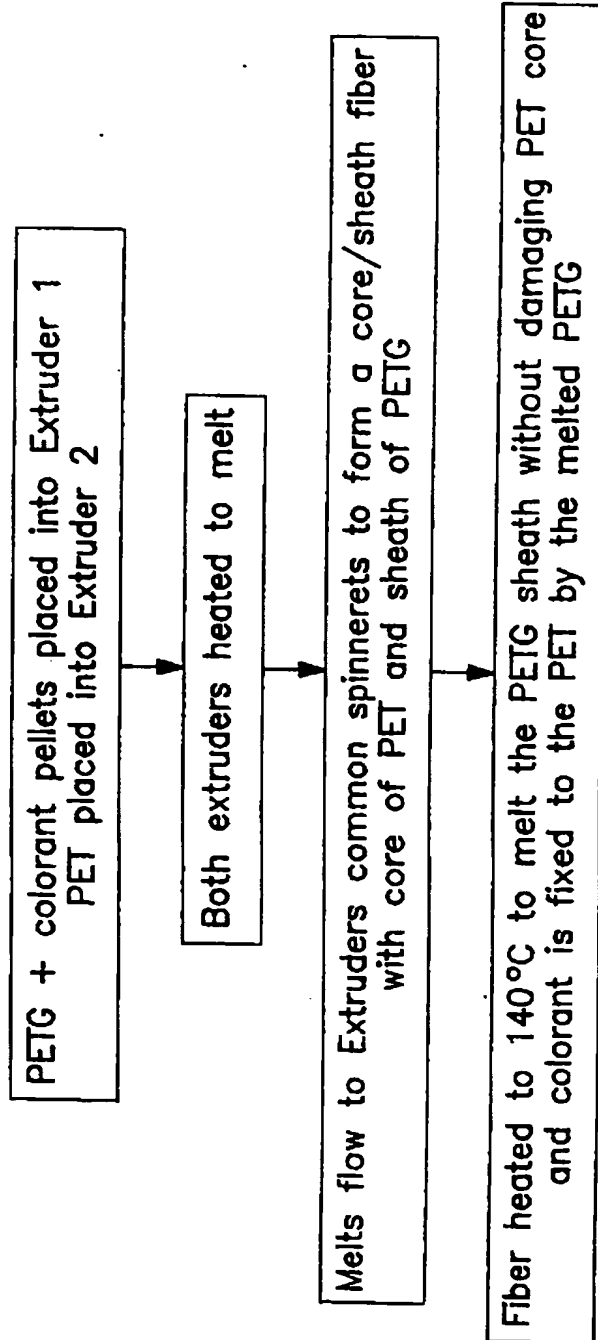 PETG + colorant pellets placed into Extruder 1
PET placed into Extruder 2
Both extruders heated to melt
Melts flow to Extruders common spinnerets to form a core/sheath fiber
with core of PET and sheath of PETG
Fiber heated to 140°C to melt the PETG sheath without damaging PET core
and colorant is fixed to the PET by the melted PETG